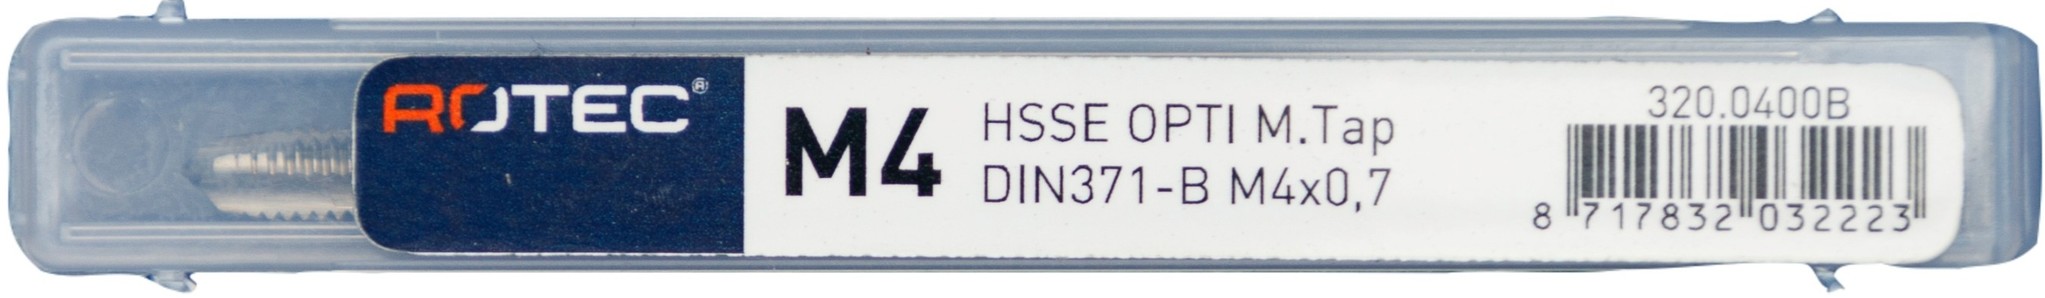 ROTEC®
M4
HSSE OPTI M.Tap
DIN371-B M4x0,7
320.0400B
8 717832 032223